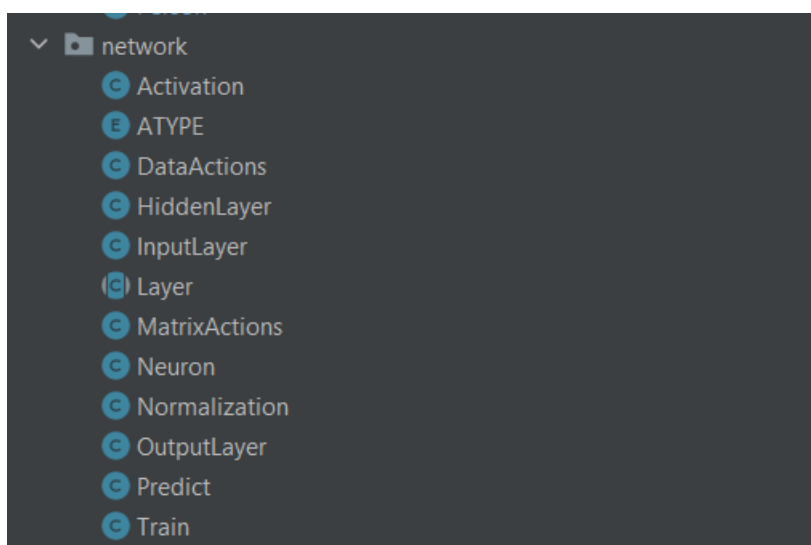 network
C Activation
E ATYPE
C DataActions
C HiddenLayer
C InputLayer
C Layer
C MatrixActions
C Neuron
C Normalization
C OutputLayer
C Predict
C Train